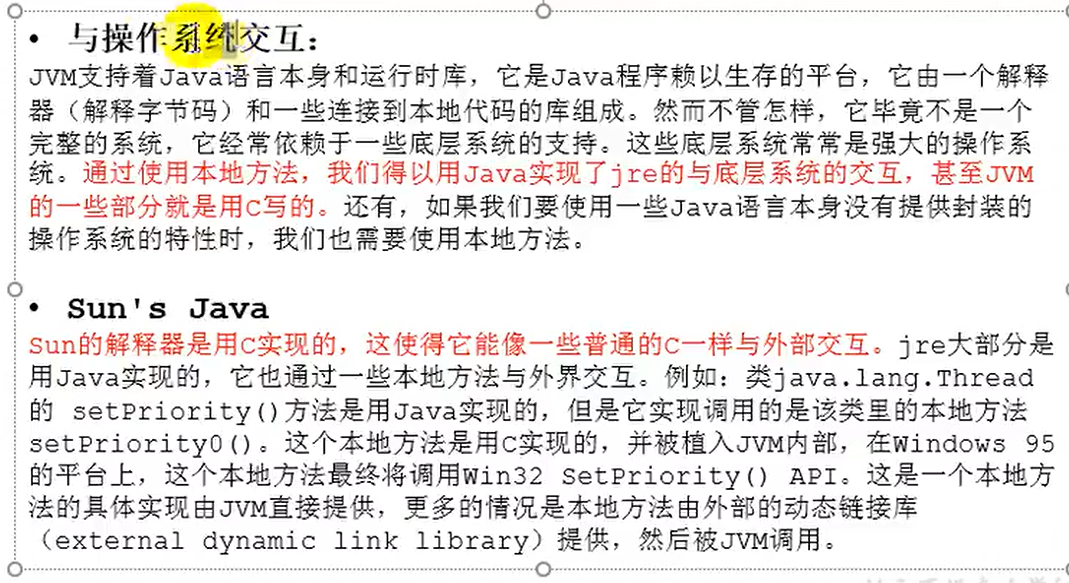 • 与操作系统交互：
JVM支持着Java语言本身和运行时库，它是Java程序赖以生存的平台，它由一个解释
器（解释字节码）和一些连接到本地代码的库组成。然而不管怎样，它毕竟不是一个
完整的系统，它经常依赖于一些底层系统的支持。这些底层系统常常是强大的操作系
统。通过使用本地方法，我们得以用Java实现了jre的与底层系统的交互，甚至JVM
的一些部分就是用C写的。还有，如果我们要使用一些Java语言本身没有提供封装的
操作系统的特性时，我们也需要使用本地方法。
• Sun's Java
Sun的解释器是用C实现的，这使得它能像一些普通的C一样与外部交互。jre大部分是
用Java实现的，它也通过一些本地方法与外界交互。例如：类java.lang.Thread
的 setPriority()方法是用Java实现的，但是它实现调用的是该类里的本地方法
setPriority0()。这个本地方法是用C实现的，并被植入JVM内部，在Windows 95
的平台上，这个本地方法最终将调用Win32 SetPriority() API。这是一个本地方
法的具体实现由JVM直接提供，更多的情况是本地方法由外部的动态链接库
（external dynamic link library）提供，然后被JVM调用。